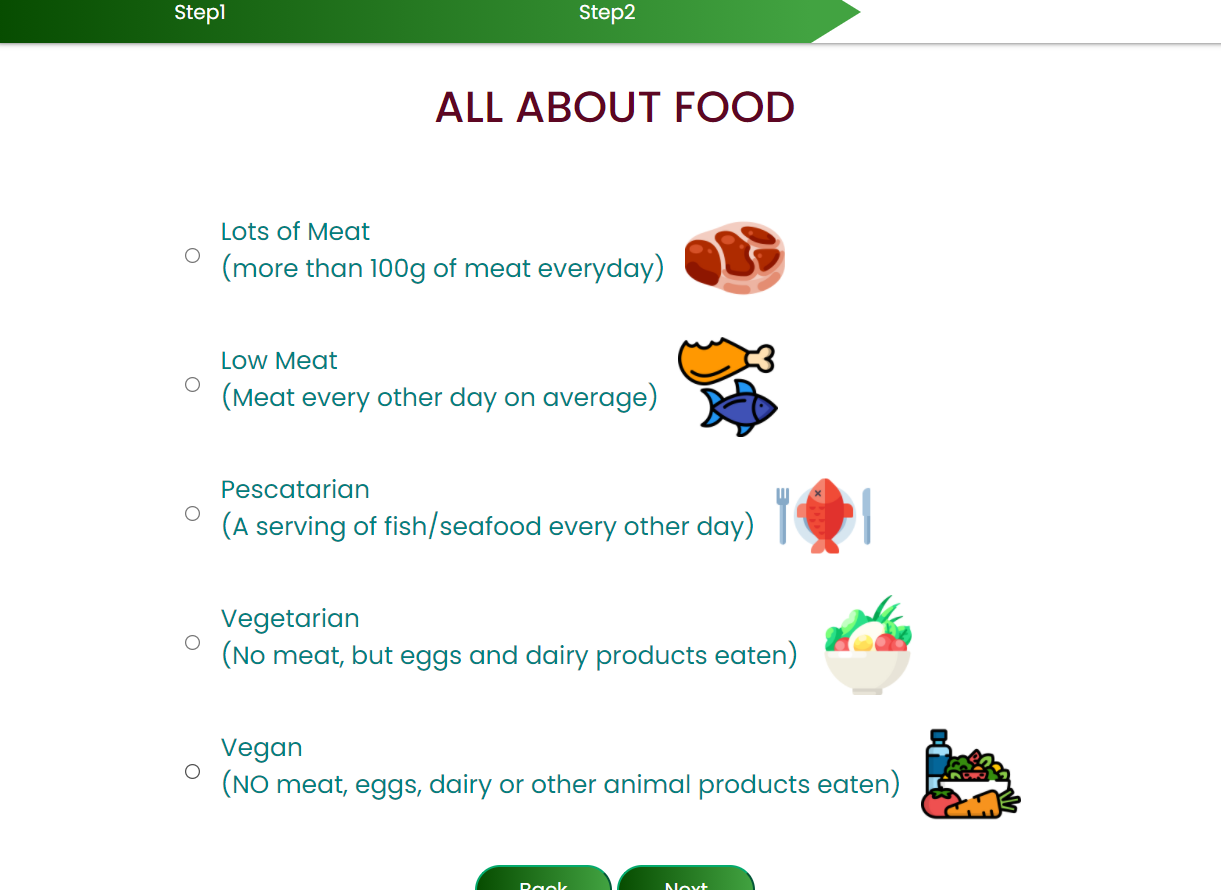 Step1 Step2
ALL ABOUT FOOD
Lots of Meat
(more than 100g of meat everyday)
Low Meat
(Meat every other day on average)
Pescatarian
(A serving of fish/seafood every other day)
Vegetarian
(No meat, but eggs and dairy products eaten)
Vegan
(NO meat, eggs, dairy or other animal products eaten)
Back Next